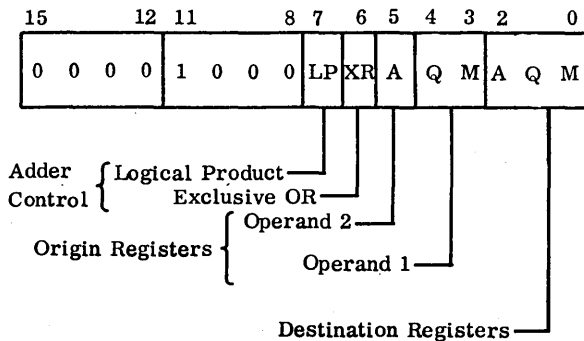 15 12 11 8 7 6 5 4 3 2 0
0 0 0 0 1 0 0 0 LP XR A Q M A Q M
Adder Control { Logical Product
Exclusive OR
Origin Registers { Operand 2
Operand 1
Destination Registers